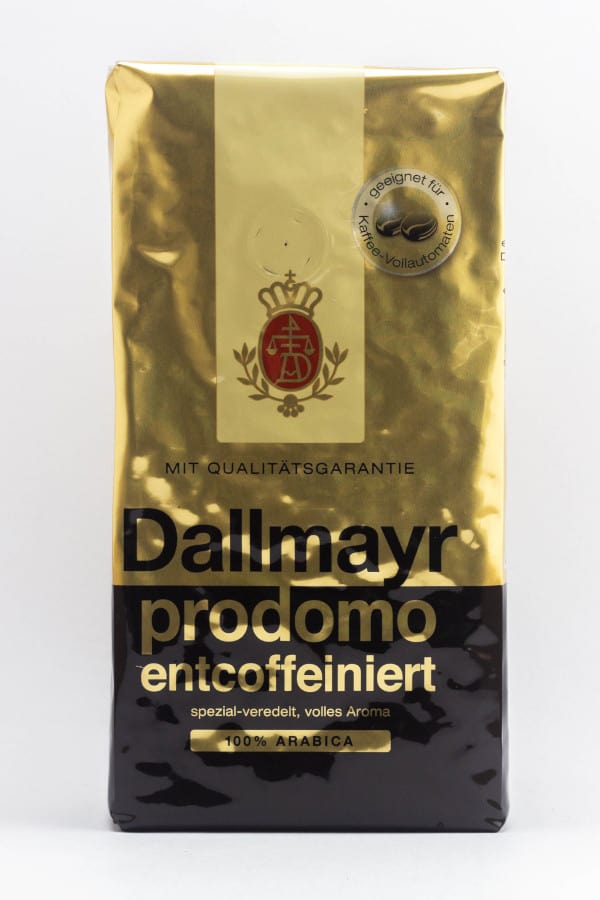 geeignet für
Kaffee-Vollautomaten
MIT QUALITÄTSGARANTIE
Dallmayr
prodomo
entcoffeiniert
spezial-veredelt, volles Aroma
100% ARABICA